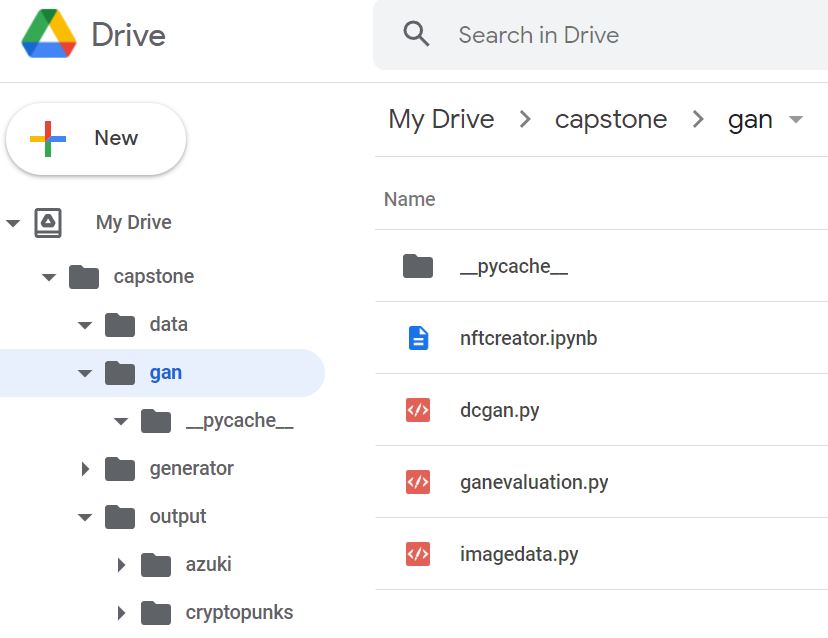 Drive
Search in Drive
New
My Drive
capstone
data
gan
__pycache__
generator
output
azuki
cryptopunks
My Drive > capstone > gan
Name
__pycache__
nftcreator.ipynb
dcgan.py
ganevaluation.py
imagedata.py